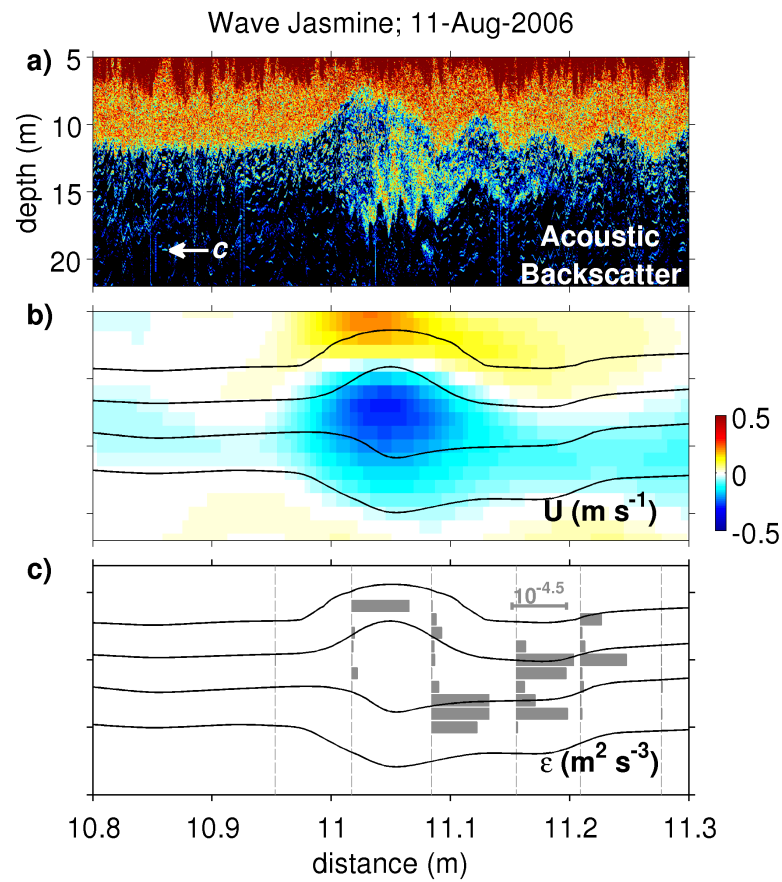 Wave Jasmine; 11-Aug-2006
a)
5
10
15
20
depth (m)
c
Acoustic
Backscatter
b)
U (m s⁻¹)
0.5
0
-0.5
c)
10⁻⁴·⁵
ε (m² s⁻³)
10.8 10.9 11 11.1 11.2 11.3
distance (m)